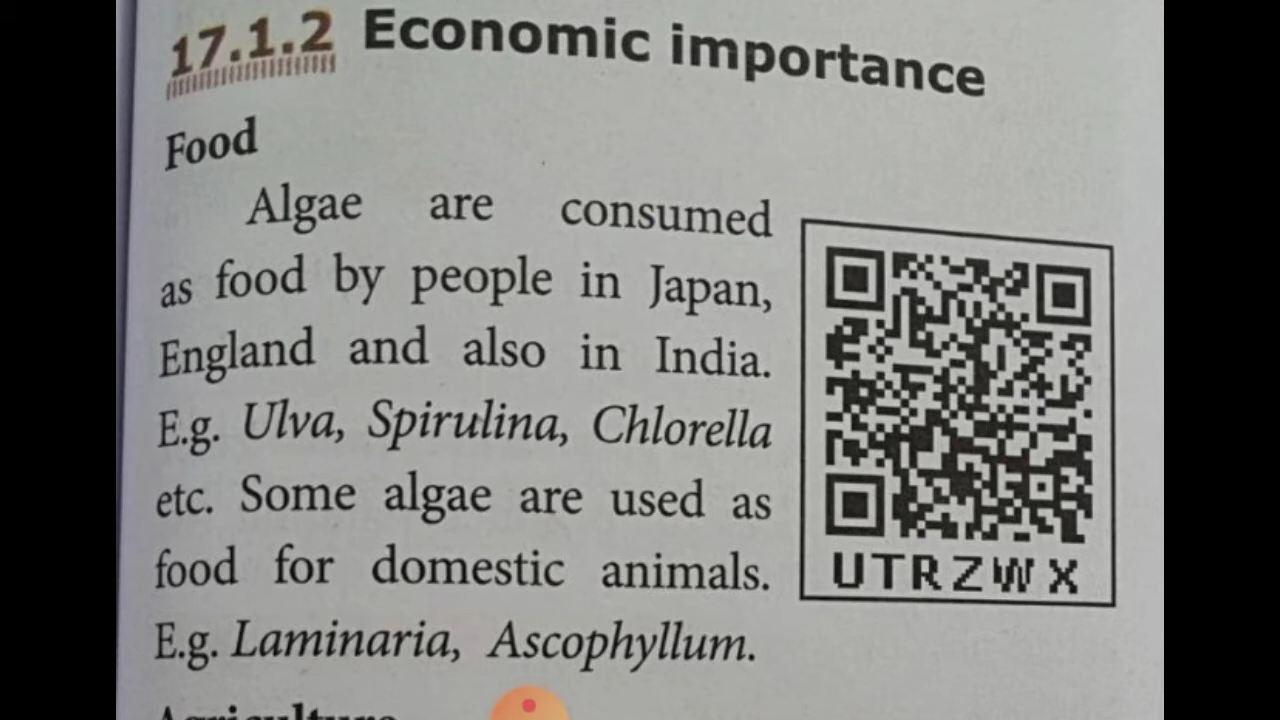 17.1.2 Economic importance
Food
Algae are consumed
as food by people in Japan,
England and also in India.
E.g. Ulva, Spirulina, Chlorella
etc. Some algae are used as
food for domestic animals.
E.g. Laminaria, Ascophyllum.
UTRZWX
Agriculture